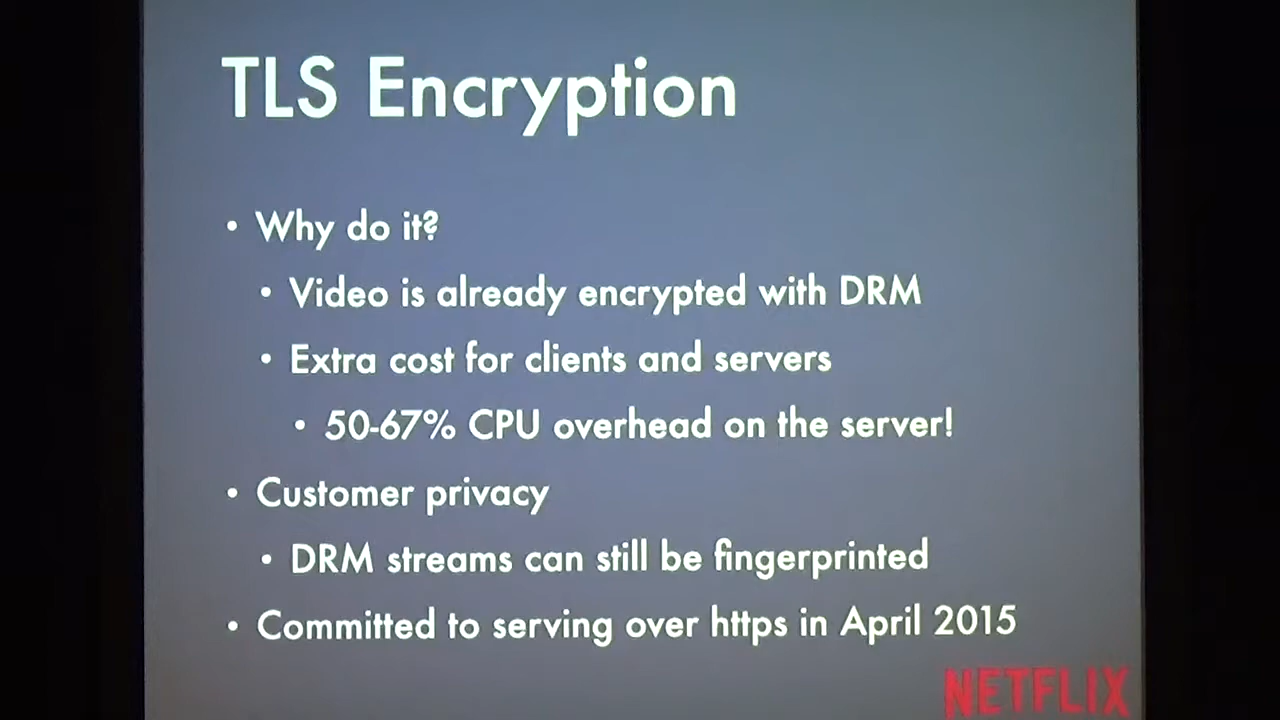 TLS Encryption
• Why do it?
• Video is already encrypted with DRM
• Extra cost for clients and servers
• 50-67% CPU overhead on the server!
• Customer privacy
• DRM streams can still be fingerprinted
• Committed to serving over https in April 2015
NETFLIX